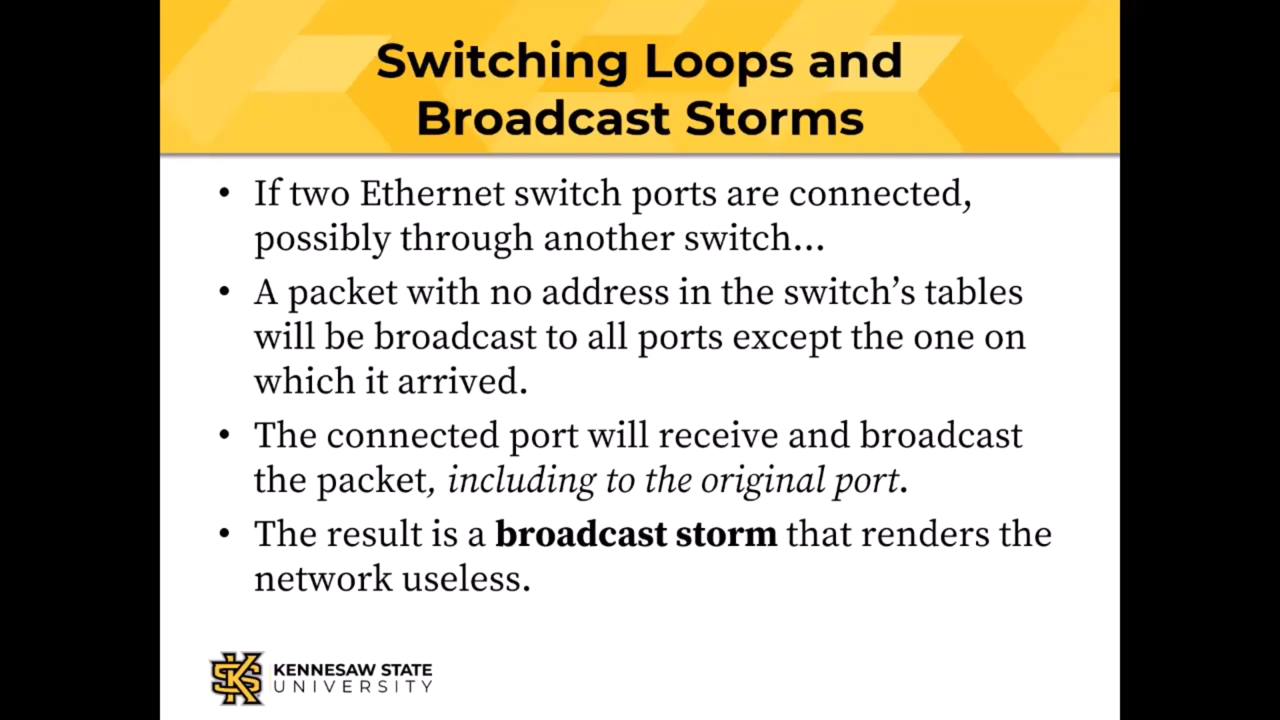 Switching Loops and
Broadcast Storms
• If two Ethernet switch ports are connected,
possibly through another switch...
• A packet with no address in the switch’s tables
will be broadcast to all ports except the one on
which it arrived.
• The connected port will receive and broadcast
the packet, including to the original port.
• The result is a broadcast storm that renders the
network useless.
KENNESAW STATE
UNIVERSITY